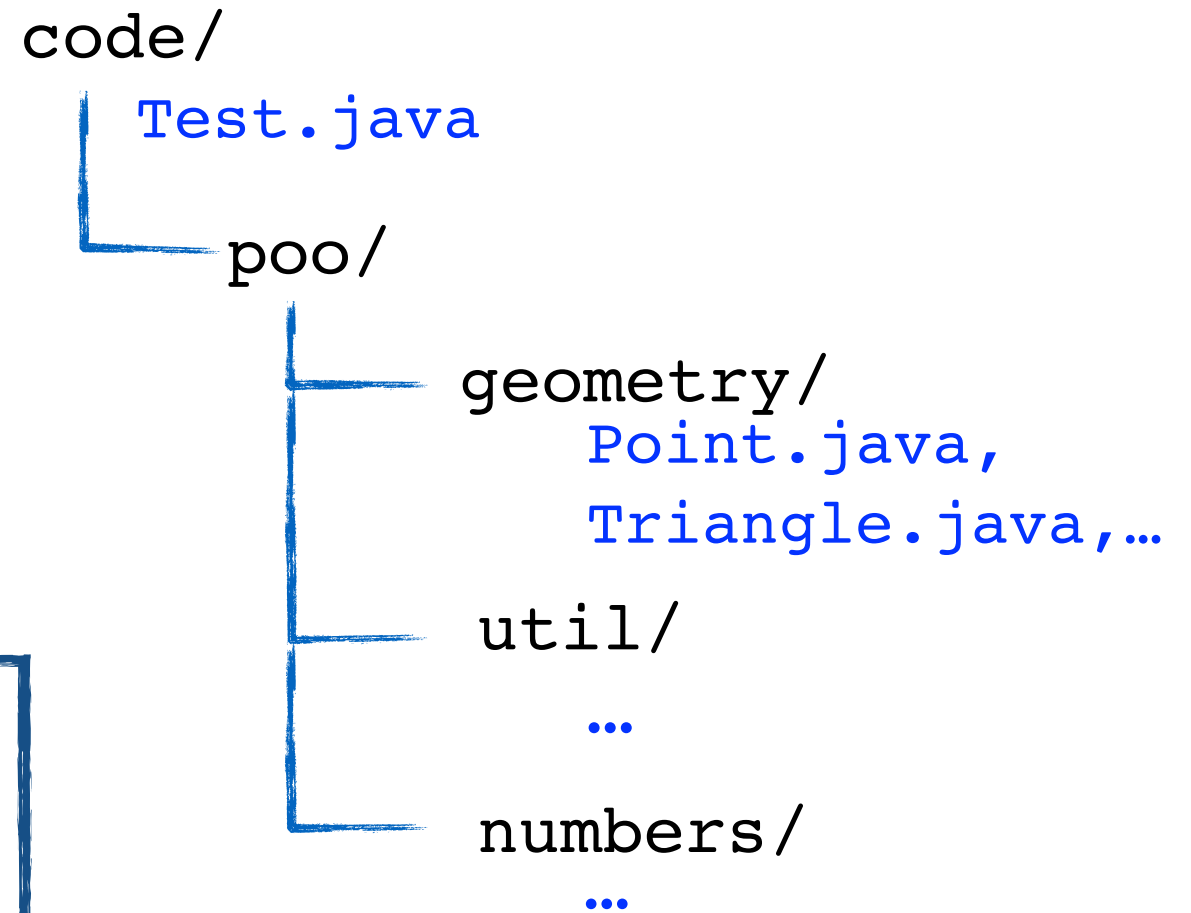 code/
Test.java
poo/
geometry/
Point.java,
Triangle.java,…
util/
…
numbers/
…